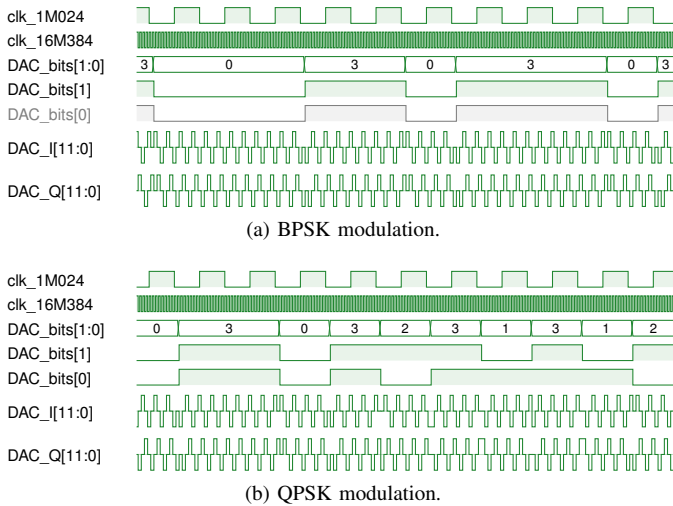 clk_1M024
clk_16M384
DAC_bits[1:0] 3 0 3 0 3 0 3
DAC_bits[1]
DAC_bits[0]
DAC_I[11:0]
DAC_Q[11:0]
(a) BPSK modulation.
clk_1M024
clk_16M384
DAC_bits[1:0] 0 3 0 3 2 3 1 3 1 2
DAC_bits[1]
DAC_bits[0]
DAC_I[11:0]
DAC_Q[11:0]
(b) QPSK modulation.